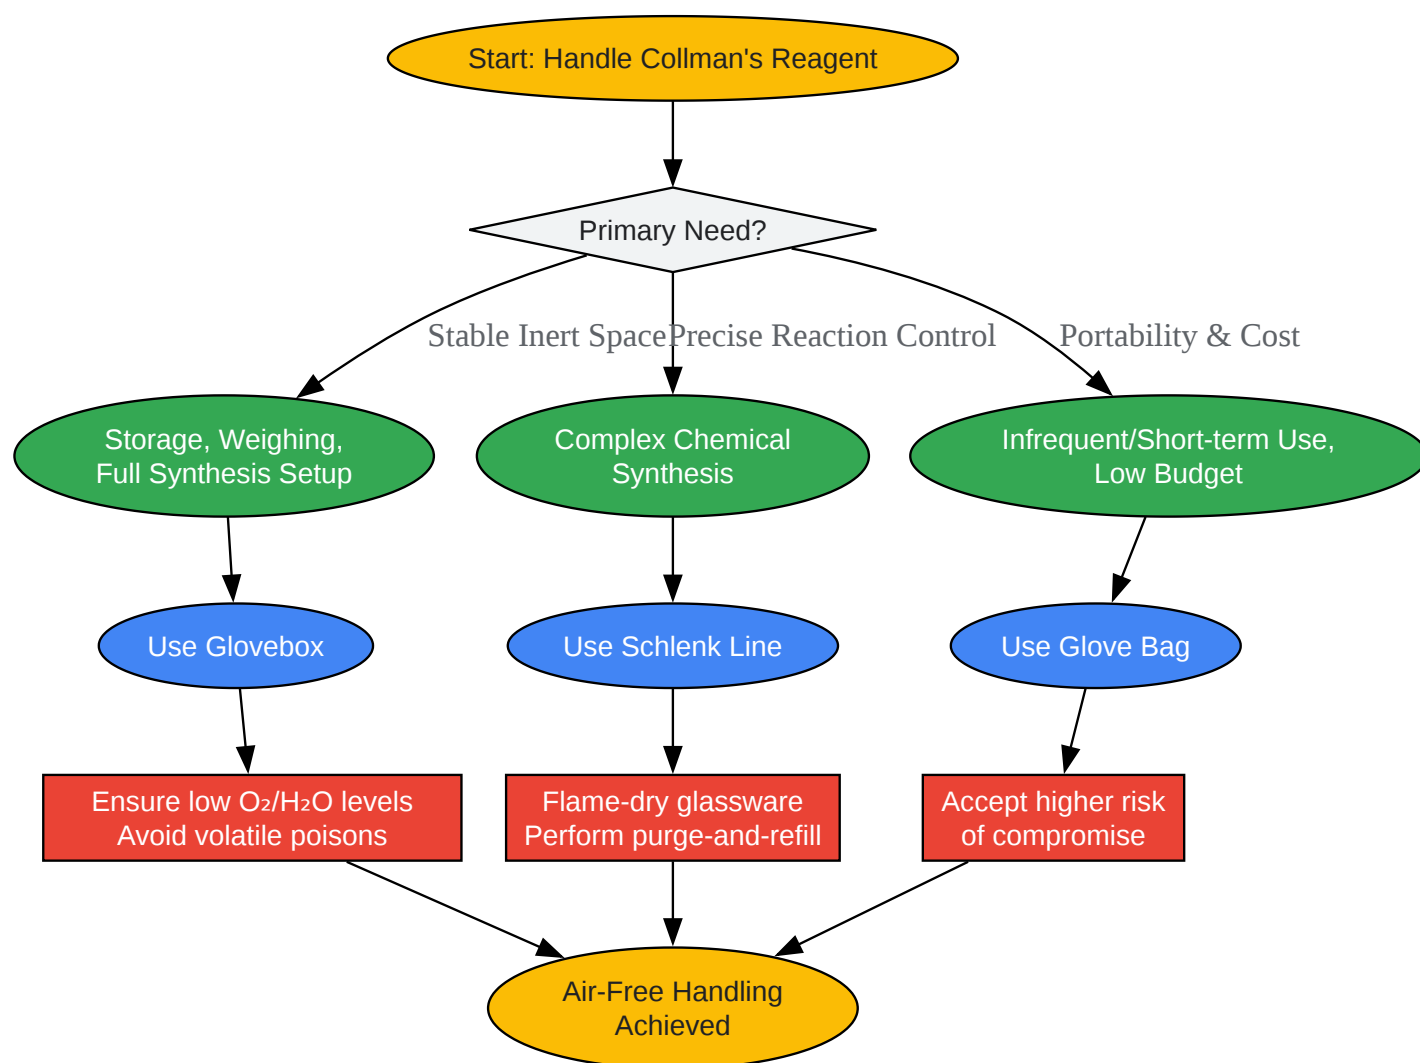 Start: Handle Collman's Reagent
Primary Need?
Stable Inert Space
Precise Reaction Control
Portability & Cost
Storage, Weighing,
Full Synthesis Setup
Complex Chemical
Synthesis
Infrequent/Short-term Use,
Low Budget
Use Glovebox
Use Schlenk Line
Use Glove Bag
Ensure low O₂/H₂O levels
Avoid volatile poisons
Flame-dry glassware
Perform purge-and-refill
Accept higher risk
of compromise
Air-Free Handling
Achieved